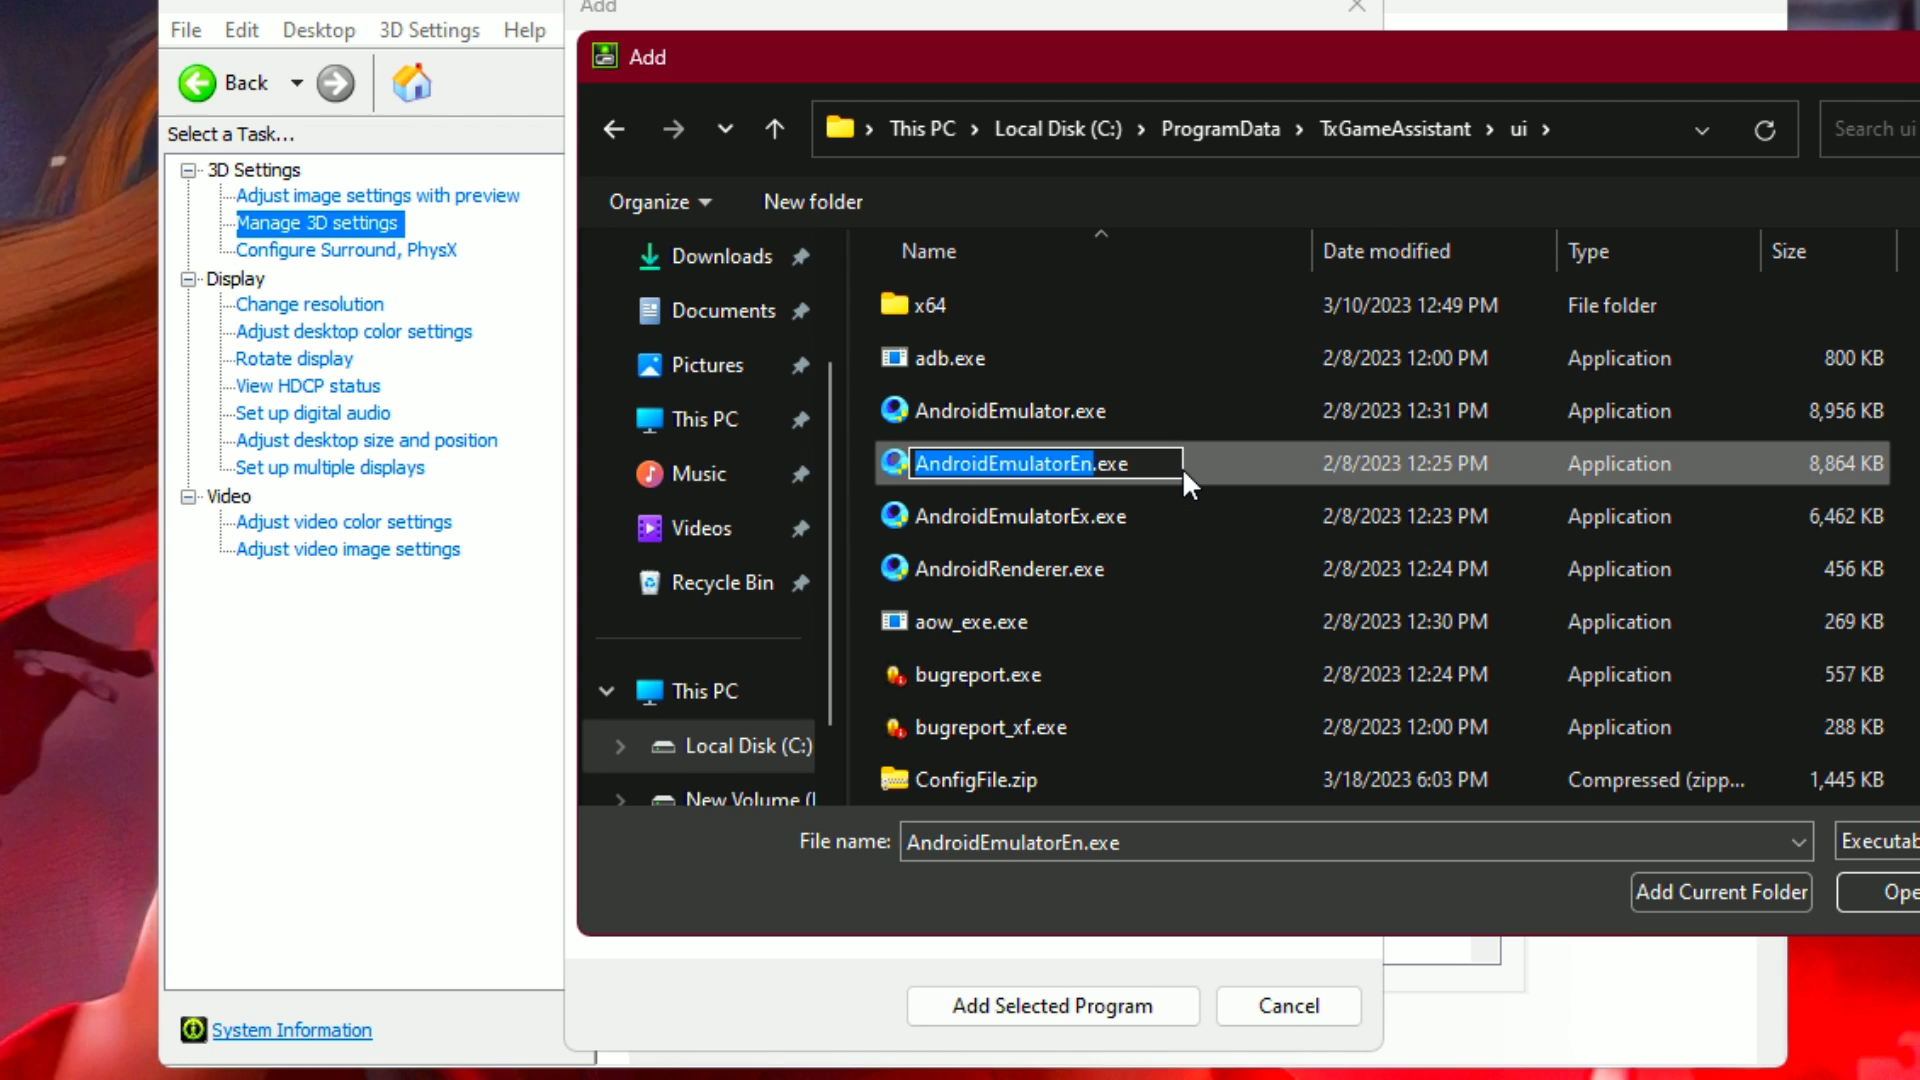 Add
File Edit Desktop 3D Settings Help
Add
Back
This PC > Local Disk (C:) > ProgramData > TxGameAssistant > ui >
Search ui
Select a Task...
Organize New folder
3D Settings
Adjust image settings with preview
Manage 3D settings
Configure Surround, PhysX
Display
Change resolution
Adjust desktop color settings
Rotate display
View HDCP status
Set up digital audio
Adjust desktop size and position
Set up multiple displays
Video
Adjust video color settings
Adjust video image settings
System Information
Downloads
Documents
Pictures
This PC
Music
Videos
Recycle Bin
This PC
Local Disk (C:)
New Volume (
Name Date modified Type Size
x64 3/10/2023 12:49 PM File folder
adb.exe 2/8/2023 12:00 PM Application 800 KB
AndroidEmulator.exe 2/8/2023 12:31 PM Application 8,956 KB
AndroidEmulatorEn.exe 2/8/2023 12:25 PM Application 8,864 KB
AndroidEmulatorEx.exe 2/8/2023 12:23 PM Application 6,462 KB
AndroidRenderer.exe 2/8/2023 12:24 PM Application 456 KB
aow_exe.exe 2/8/2023 12:30 PM Application 269 KB
bugreport.exe 2/8/2023 12:24 PM Application 557 KB
bugreport_xf.exe 2/8/2023 12:00 PM Application 288 KB
ConfigFile.zip 3/18/2023 6:03 PM Compressed (zipp... 1,445 KB
File name: AndroidEmulatorEn.exe Executab
Add Current Folder Ope
Add Selected Program Cancel